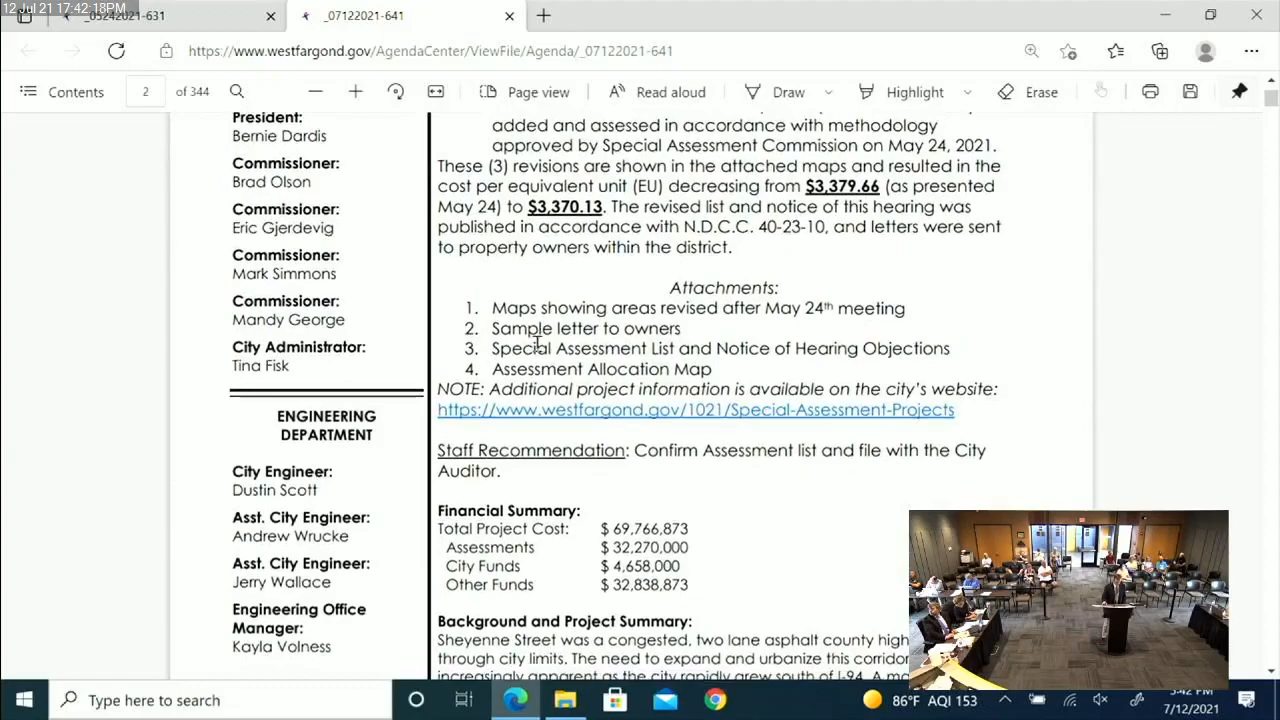 12 Jul 21 17:42:18PM
_05242021-631
_07122021-641
https://www.westfargond.gov/AgendaCenter/ViewFile/Agenda/_07122021-641
Contents
2
of 344
Page view
Read aloud
Draw
Highlight
Erase
President:
Bernie Dardis
Commissioner:
Brad Olson
Commissioner:
Eric Gjerdevig
Commissioner:
Mark Simmons
Commissioner:
Mandy George
City Administrator:
Tina Fisk
ENGINEERING
DEPARTMENT
City Engineer:
Dustin Scott
Asst. City Engineer:
Andrew Wrucke
Asst. City Engineer:
Jerry Wallace
Engineering Office
Manager:
Kayla Volness
added and assessed in accordance with methodology
approved by Special Assessment Commission on May 24, 2021.
These (3) revisions are shown in the attached maps and resulted in the
cost per equivalent unit (EU) decreasing from $3,379.66 (as presented
May 24) to $3,370.13. The revised list and notice of this hearing was
published in accordance with N.D.C.C. 40-23-10, and letters were sent
to property owners within the district.
Attachments:
1. Maps showing areas revised after May 24th meeting
2. Sample letter to owners
3. Special Assessment List and Notice of Hearing Objections
4. Assessment Allocation Map
NOTE: Additional project information is available on the city's website:
https://www.westfargond.gov/1021/Special-Assessment-Projects
Staff Recommendation: Confirm Assessment list and file with the City
Auditor.
Financial Summary:
Total Project Cost: $ 69,766,873
Assessments $ 32,270,000
City Funds $ 4,658,000
Other Funds $ 32,838,873
Background and Project Summary:
Sheyenne Street was a congested, two lane asphalt county high
through city limits. The need to expand and urbanize this corridor
increasingly apparent as the city rapidly grew south of I-94. A
Type here to search
86°F AQI 153
5:42 PM
7/12/2021